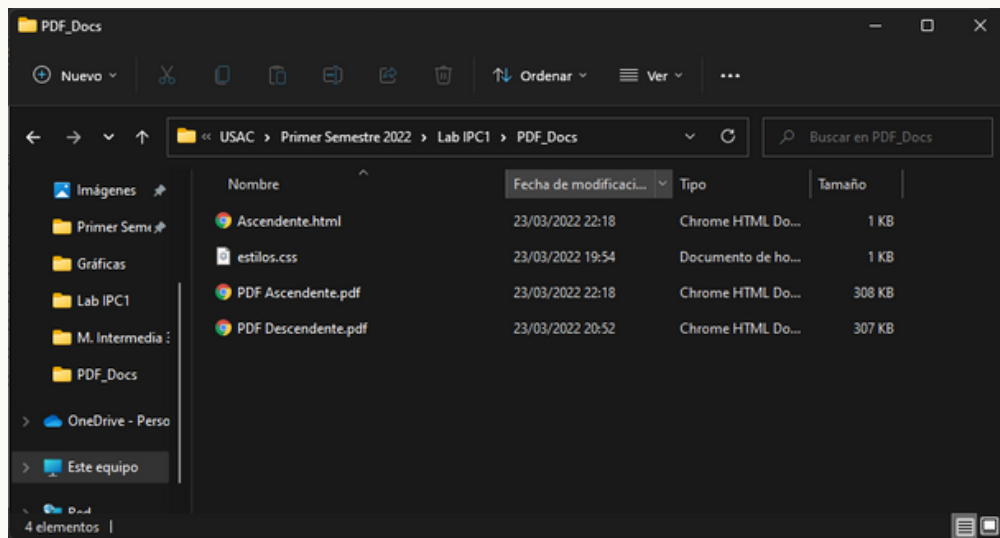 PDF_Docs
Nuevo
Ordenar
Ver
« USAC > Primer Semestre 2022 > Lab IPC1 > PDF_Docs
Buscar en PDF_Docs
Imágenes
Primer Seme
Gráficas
Lab IPC1
M. Intermedia
PDF_Docs
OneDrive - Perso
Este equipo
Nombre Fecha de modificaci... Tipo Tamaño
Ascendente.html 23/03/2022 22:18 Chrome HTML Do... 1 KB
estilos.css 23/03/2022 19:54 Documento de ho... 1 KB
PDF Ascendente.pdf 23/03/2022 22:18 Chrome HTML Do... 308 KB
PDF Descendente.pdf 23/03/2022 20:52 Chrome HTML Do... 307 KB
4 elementos